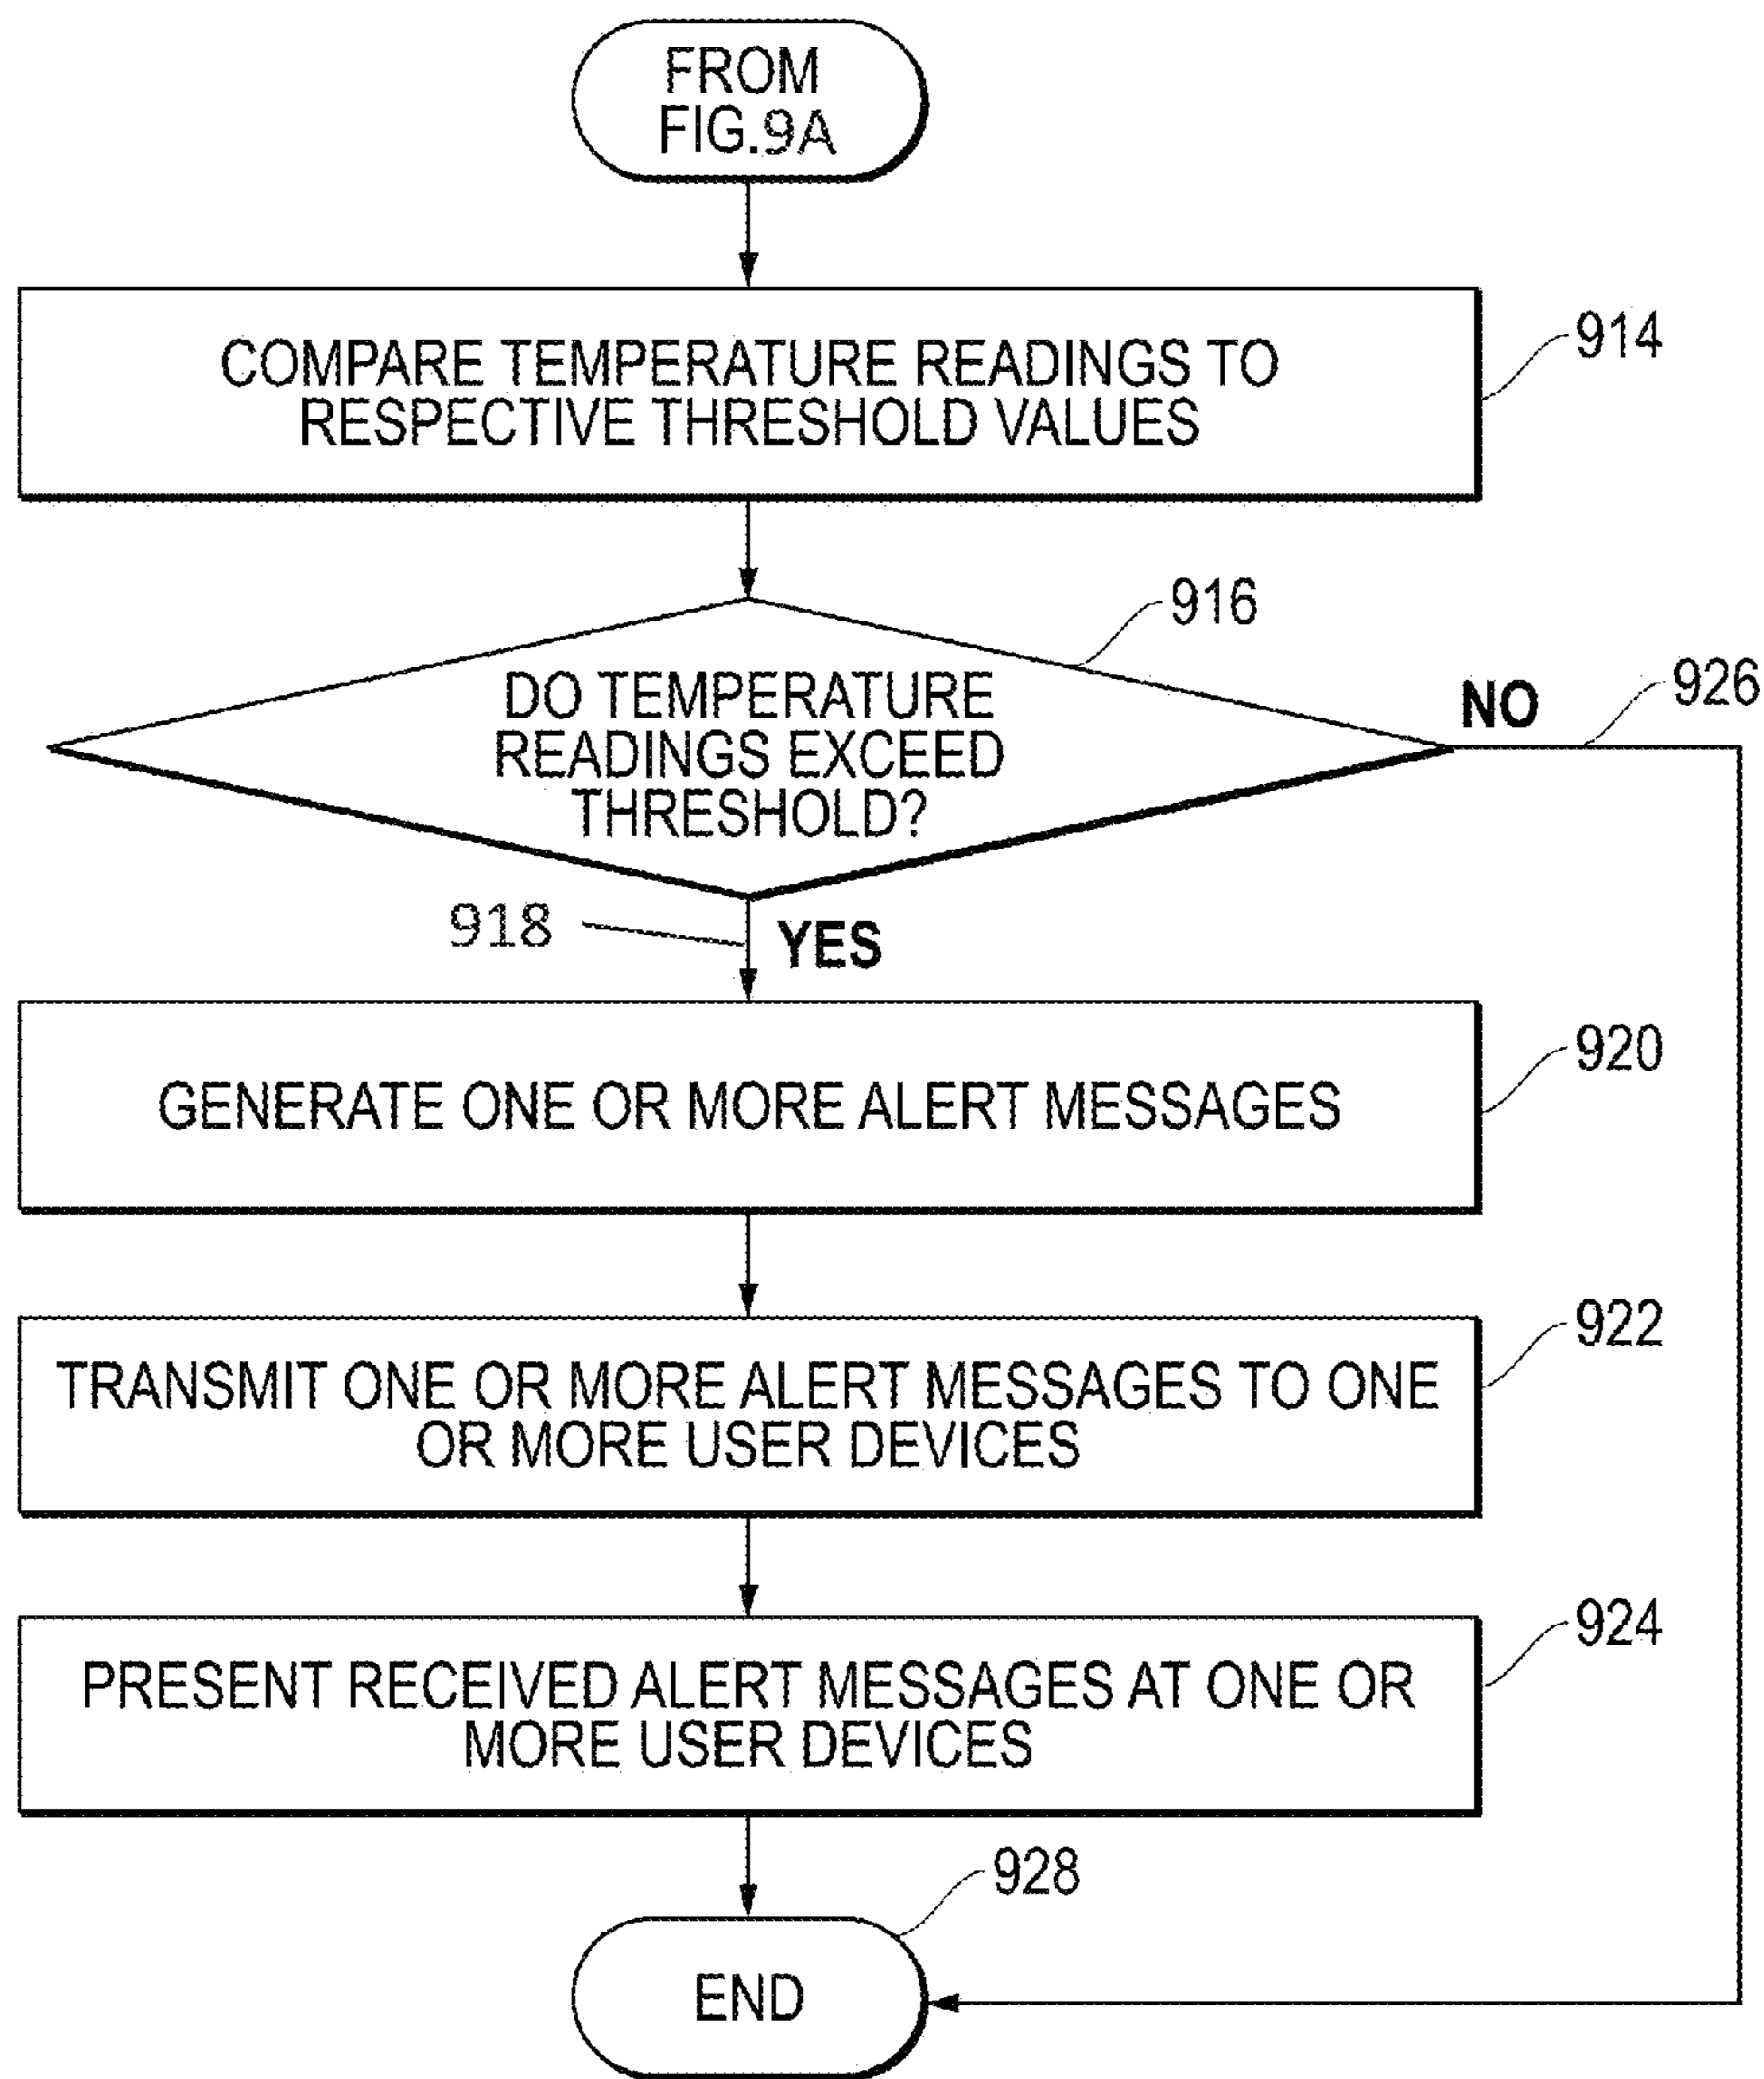 FROM
FIG.9A
COMPARE TEMPERATURE READINGS TO
RESPECTIVE THRESHOLD VALUES
914
916
DO TEMPERATURE
READINGS EXCEED
THRESHOLD?
NO
926
918
YES
GENERATE ONE OR MORE ALERT MESSAGES
920
TRANSMIT ONE OR MORE ALERT MESSAGES TO ONE
OR MORE USER DEVICES
922
PRESENT RECEIVED ALERT MESSAGES AT ONE OR
MORE USER DEVICES
924
928
END